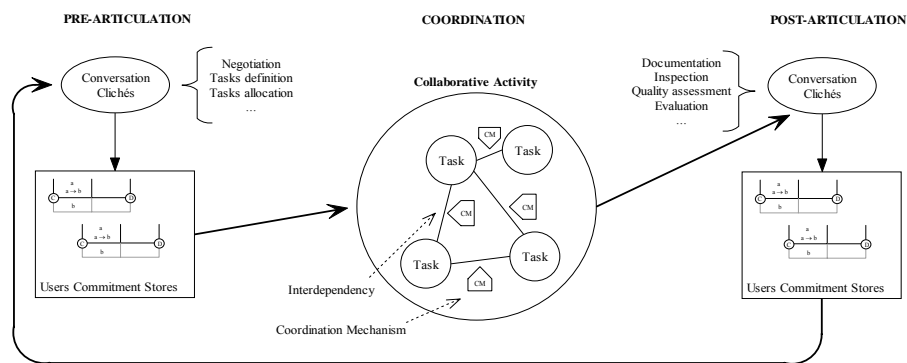 PRE-ARTICULATION
COORDINATION
POST-ARTICULATION
Conversation
Clichés
Negotiation
Tasks definition
Tasks allocation
...
a
a → b
C
D
b
a
a → b
C
D
b
Users Commitment Stores
Collaborative Activity
Task
CM
Task
CM
CM
Task
Task
CM
Interdependency
Coordination Mechanism
Documentation
Inspection
Quality assessment
Evaluation
...
Conversation
Clichés
a
a → b
C
D
b
a
a → b
C
D
b
Users Commitment Stores